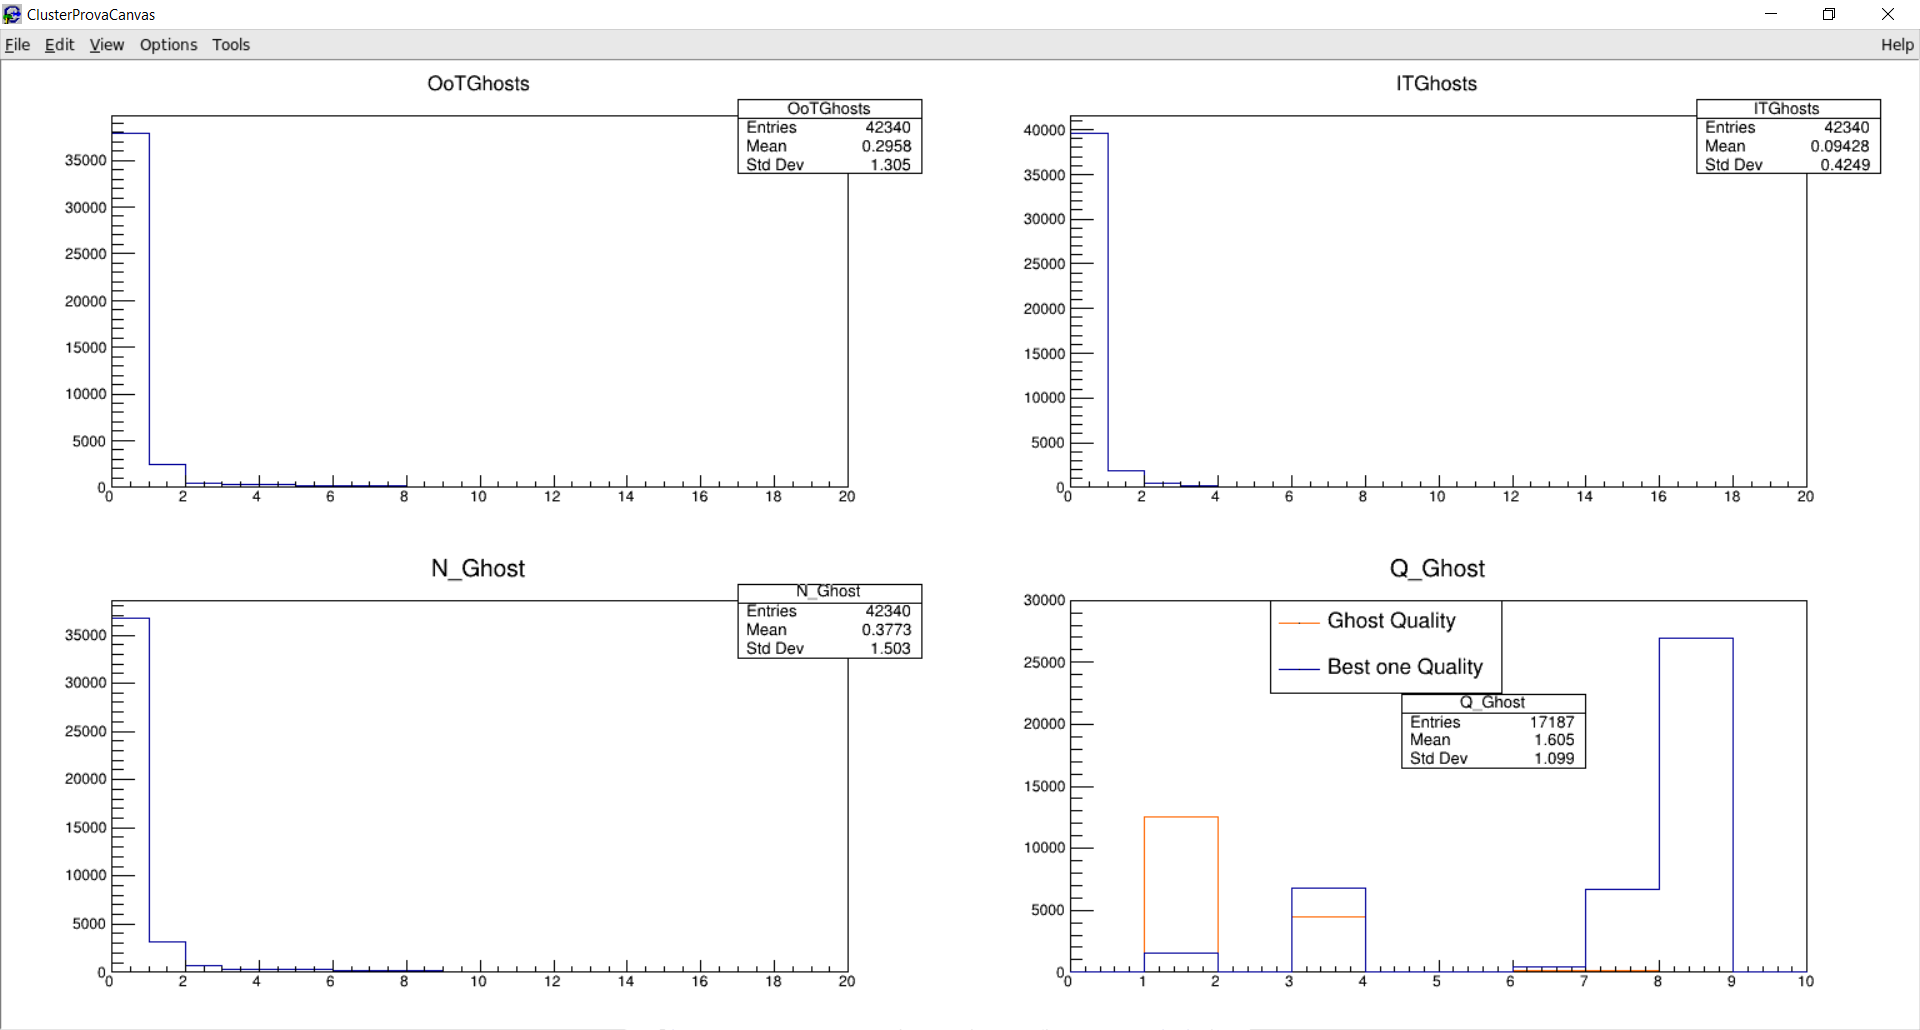 ClusterProvaCanvas
File Edit View Options Tools Help
OoTGhosts
OoTGhosts
Entries 42340
Mean 0.2958
Std Dev 1.305
35000
30000
25000
20000
15000
10000
5000
0
0 2 4 6 8 10 12 14 16 18 20
ITGhosts
ITGhosts
Entries 42340
Mean 0.09428
Std Dev 0.4249
40000
35000
30000
25000
20000
15000
10000
5000
0
0 2 4 6 8 10 12 14 16 18 20
N_Ghost
N_Ghost
Entries 42340
Mean 0.3773
Std Dev 1.503
35000
30000
25000
20000
15000
10000
5000
0
0 2 4 6 8 10 12 14 16 18 20
Q_Ghost
Ghost Quality
Best one Quality
Q_Ghost
Entries 17187
Mean 1.605
Std Dev 1.099
30000
25000
20000
15000
10000
5000
0
0 1 2 3 4 5 6 7 8 9 10